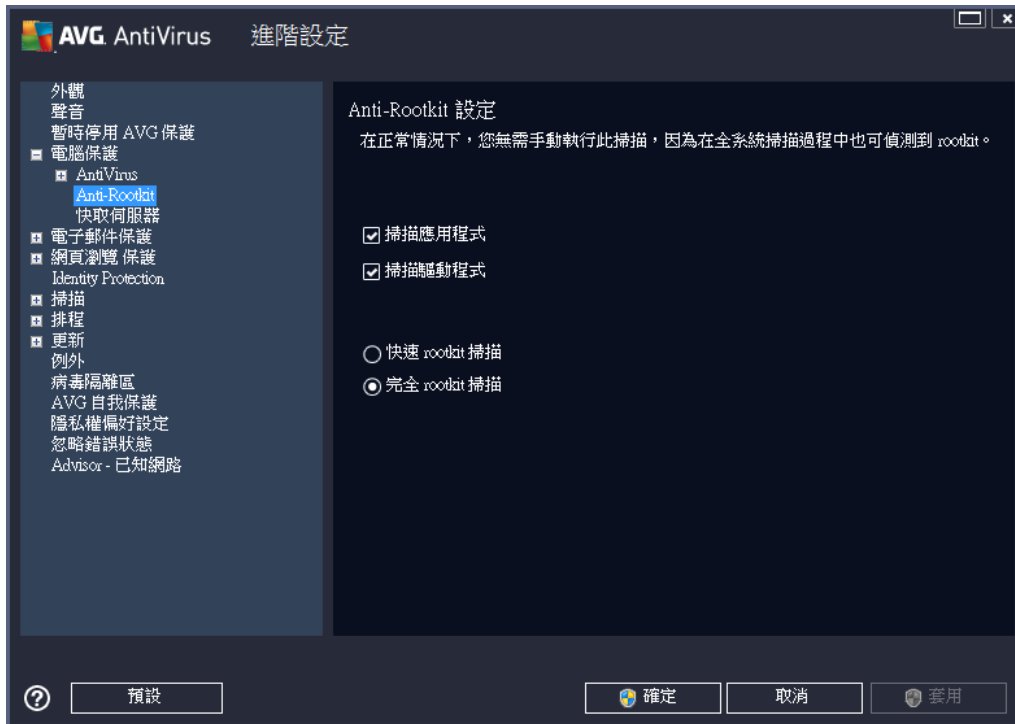 AVG AntiVirus 進階設定
外觀
聲音
暫時停用 AVG 保護
電腦保護
AntiVirus
Anti-Rootkit
快取伺服器
電子郵件保護
網頁瀏覽 保護
Identity Protection
掃描
排程
更新
例外
病毒隔離區
AVG 自我保護
隱私權偏好設定
忽略錯誤狀態
Advisor - 已知網路
Anti-Rootkit 設定
在正常情況下，您無需手動執行此掃描，因為在全系統掃描過程中也可偵測到 rootkit。
掃描應用程式
掃描驅動程式
快速 rootkit 掃描
完全 rootkit 掃描
預設
確定
取消
套用